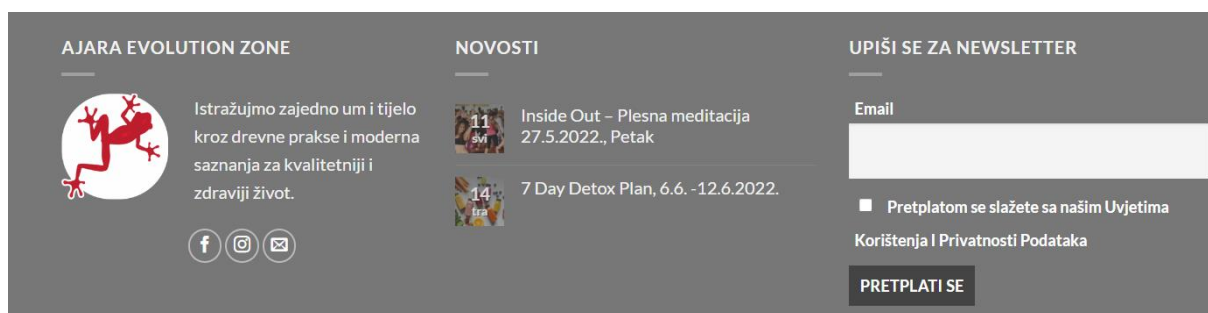 AJARA EVOLUTION ZONE
Istražujmo zajedno um i tijelo
kroz drevne prakse i moderna
saznanja za kvalitetniji i
zdraviji život.
NOVOSTI
11
svi
Inside Out – Plesna meditacija
27.5.2022., Petak
14
tra
7 Day Detox Plan, 6.6. -12.6.2022.
UPIŠI SE ZA NEWSLETTER
Email
Pretplatom se slažete sa našim Uvjetima
Korištenja I Privatnosti Podataka
PRETPLATI SE